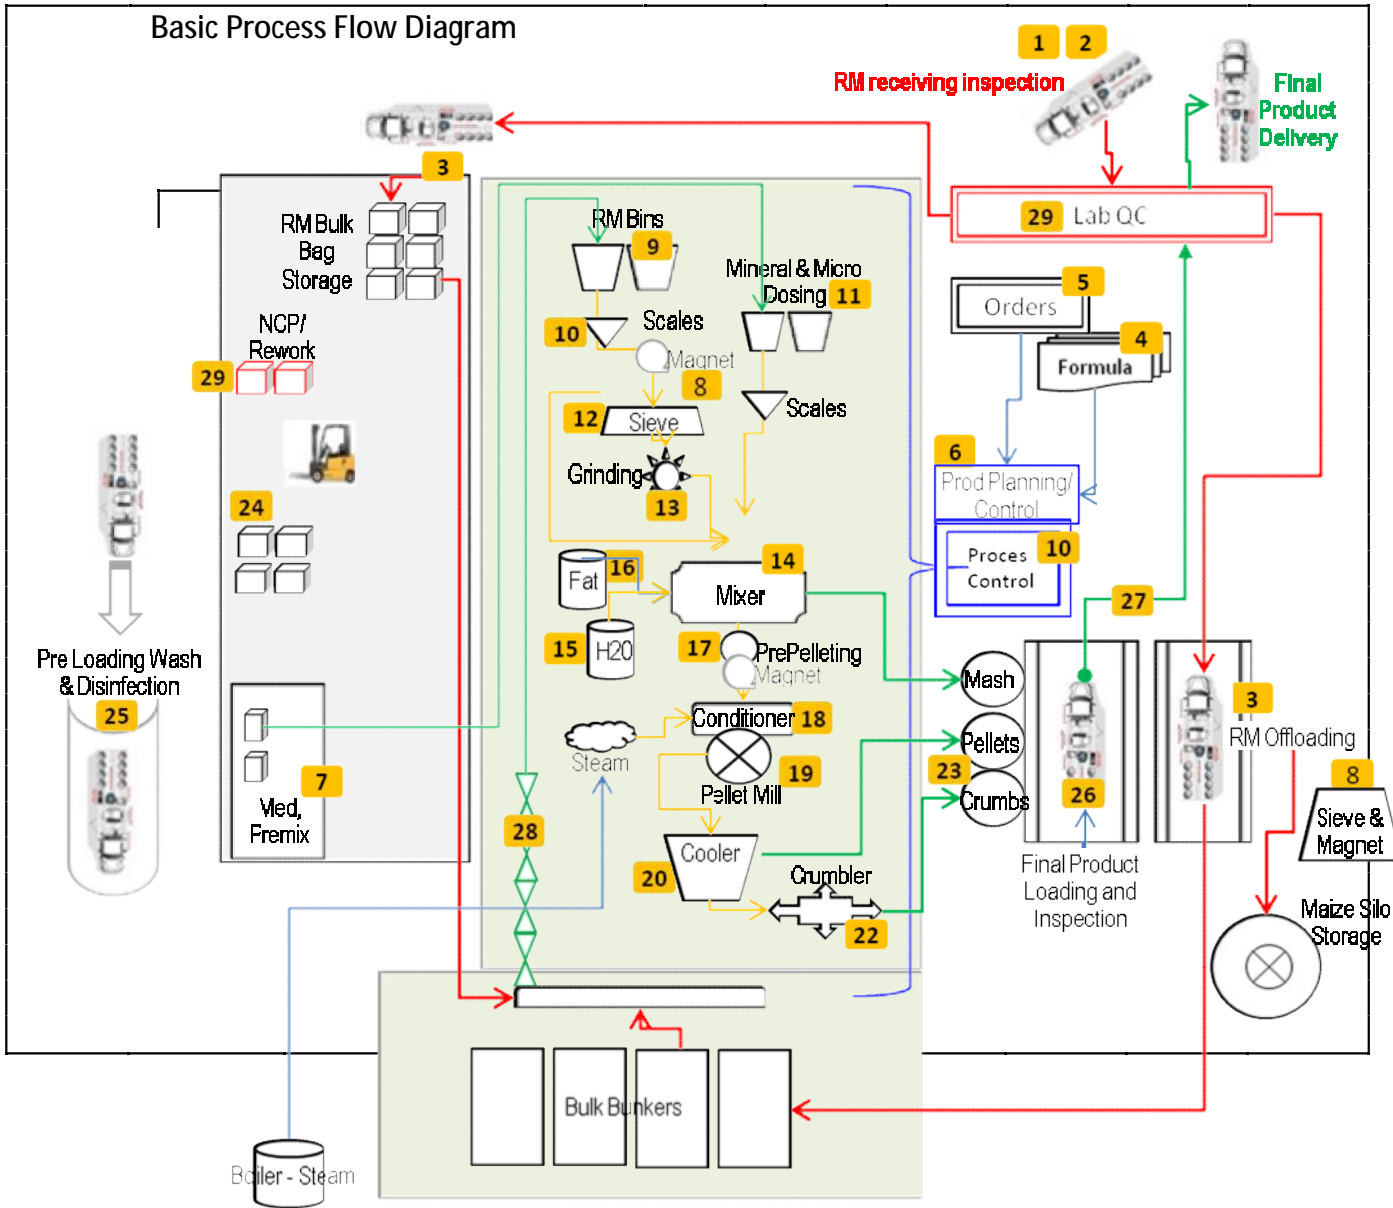 Basic Process Flow Diagram
1
2
RM receiving inspection
Final
Product
Delivery
3
29
Lab QC
RM Bulk
Bag
Storage
RM Bins
9
Mineral & Micro
Dosing
11
5
Orders
4
Formula
NCP/
Rework
29
10
Scales
Magnet
8
12
Sieve
Scales
Grinding
13
6
Prod Planning/
Control
Proces
Control
10
24
Fat
16
14
Mixer
15
H20
17
PrePelleting
Magnet
27
Pre Loading Wash
& Disinfection
25
Mash
3
RM Offloading
Conditioner
18
Steam
Pellets
19
Pellet Mill
23
Crumbs
26
8
Sieve &
Magnet
7
Med,
Fremix
28
Cooler
20
Crumbler
22
Final Product
Loading and
Inspection
Maize Silo
Storage
Bulk Bunkers
Boiler - Steam